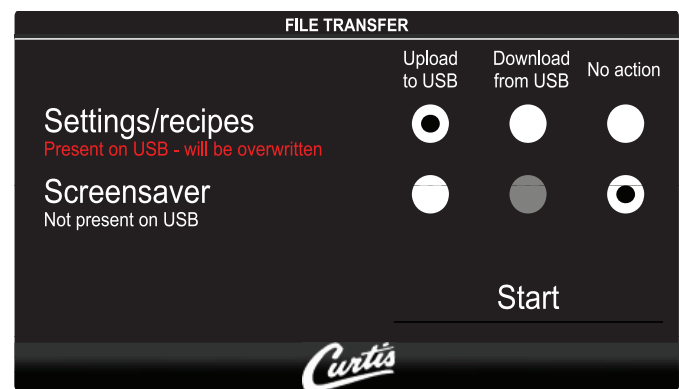 FILE TRANSFER
Upload
to USB
Download
from USB
No action
Settings/recipes
Present on USB - will be overwritten
Screensaver
Not present on USB
Start
Curtis